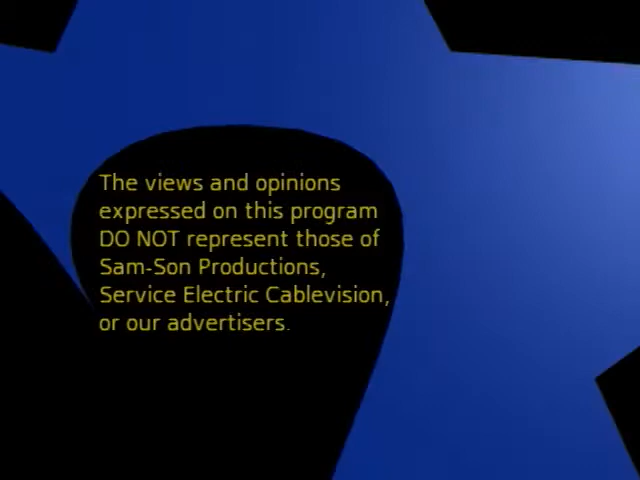 The views and opinions
expressed on this program
DO NOT represent those of
Sam-Son Productions,
Service Electric Cablevision,
or our advertisers.